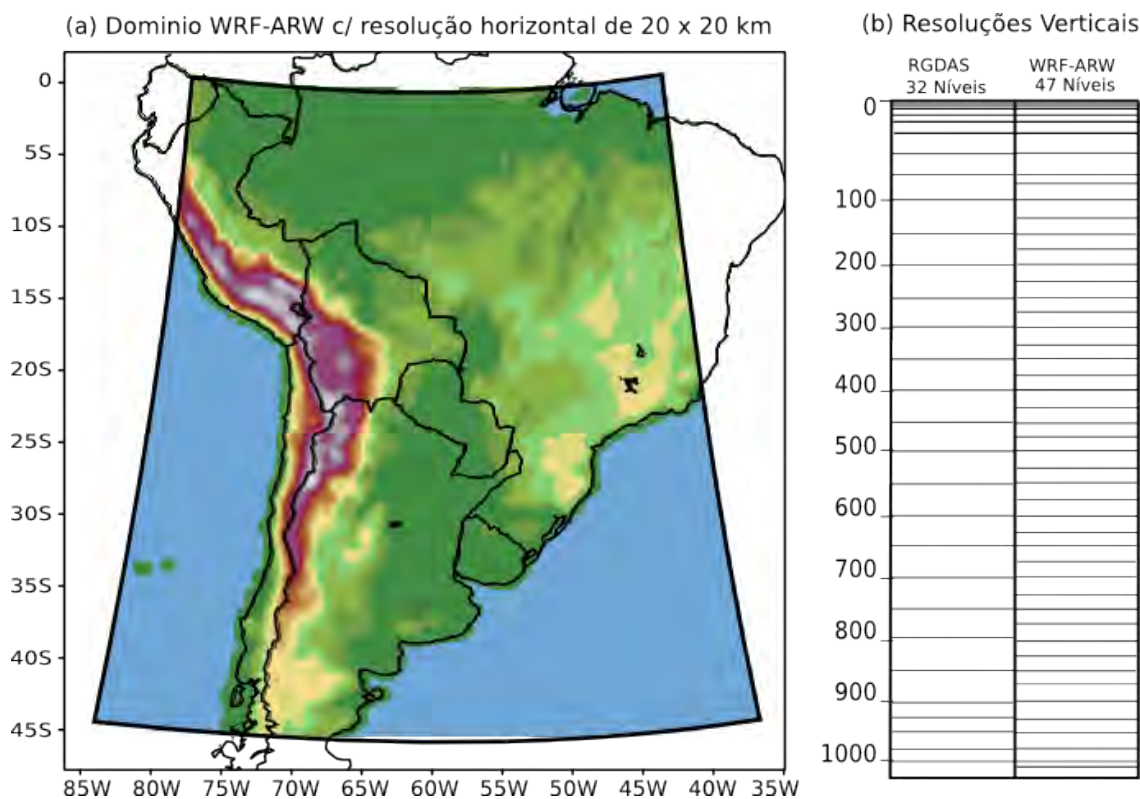 (a) Dominio WRF-ARW c/ resolução horizontal de 20 x 20 km
0
5S
10S
15S
20S
25S
30S
35S
40S
45S
85W 80W 75W 70W 65W 60W 55W 50W 45W 40W 35W
(b) Resoluções Verticais
RGDAS WRF-ARW
32 Níveis 47 Níveis
0
100
200
300
400
500
600
700
800
900
1000